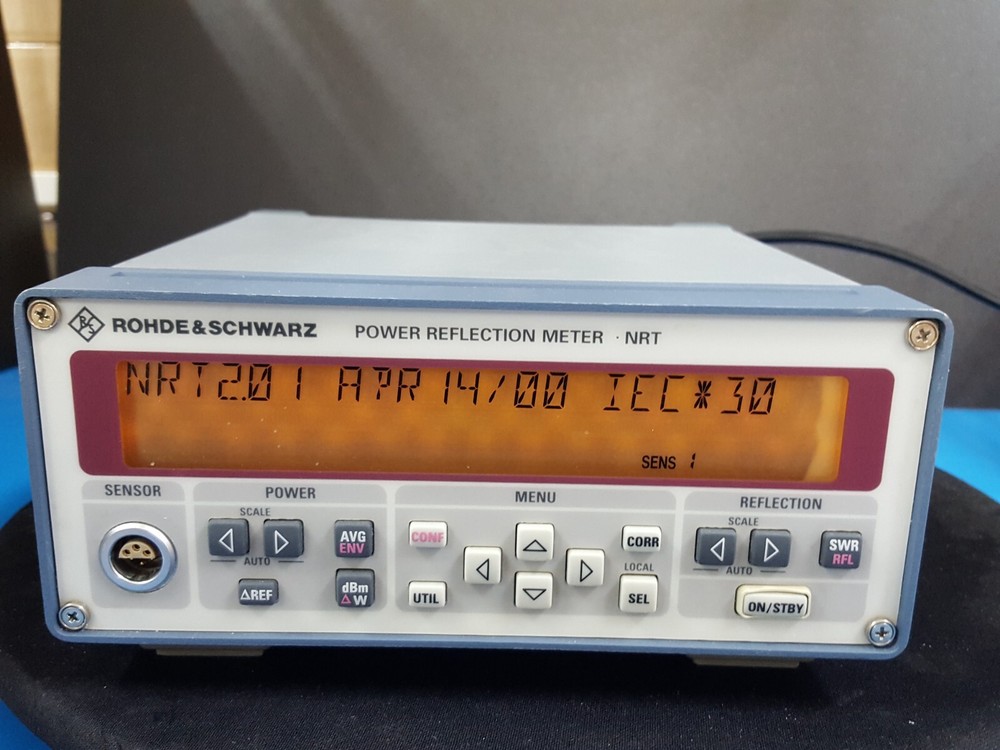 R&S ROHDE&SCHWARZ POWER REFLECTION METER · NRT
NRT2.01 APR14/00 IEC*30
SENS 1
SENSOR POWER MENU REFLECTION
SCALE SCALE
AVG ENV CONF CORR SWR RFL
AUTO LOCAL AUTO
ΔREF dBm Δ W UTIL SEL ON/STBY